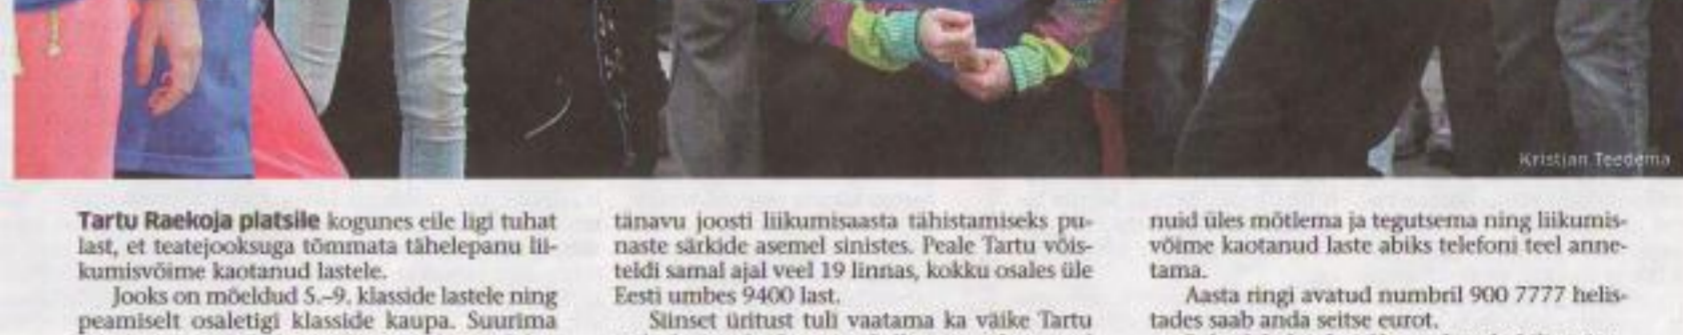 Kristjan Teedema
Tartu Raekoja platsile kogunes eile ligi tuhat
last, et teatejooksuga tõmmata tähelepanu lii-
kumisvõime kaotanud lastele.
Jooks on mõeldud 5.–9. klasside lastele ning
peamiselt osaletigi klasside kaupa. Suurima
tänavu joosti liikumisaasta tähistamiseks pu-
naste särkide asemel sinistes. Peale Tartu võis-
teldi samal ajal veel 19 linnas, kokku osales üle
Eesti umbes 9400 last.
Siinset üritust tuli vaatama ka väike Tartu
nuid üles mõtlema ja tegutsema ning liikumis-
võime kaotanud laste abiks telefoni teel anne-
tama.
Aasta ringi avatud numbril 900 7777 helis-
tades saab anda seitse eurot.